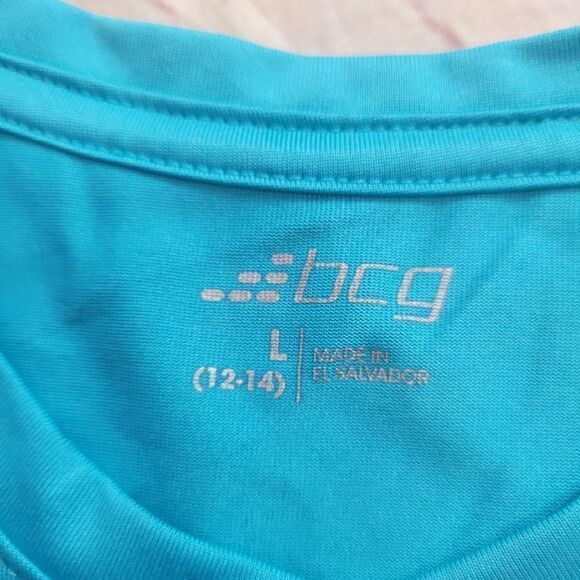 bcg
L
(12-14)
MADE IN
EL SALVADOR